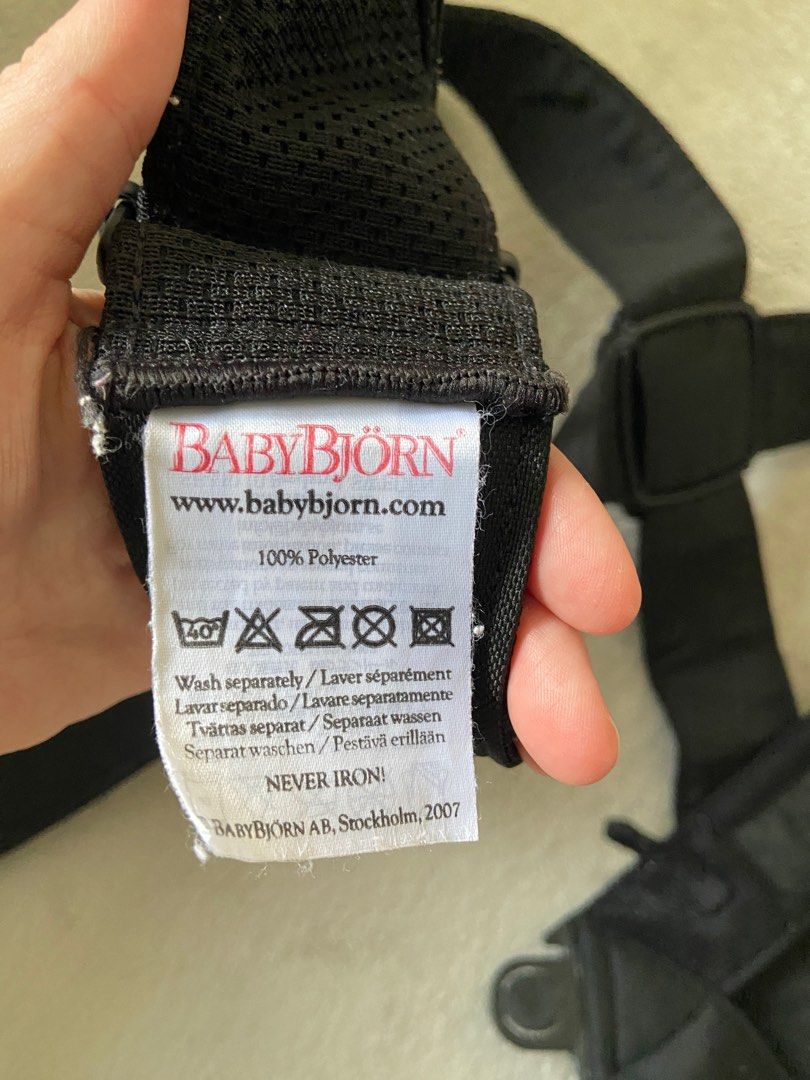 BABYBJÖRN®
www.babybjorn.com
100% Polyester
40°
Wash separately / Laver séparément
Lavar separado / Lavare separatamente
Tvättas separat / Separaat wassen
Separat waschen / Pestävä erillään
NEVER IRON!
BABYBJÖRN AB, Stockholm, 2007